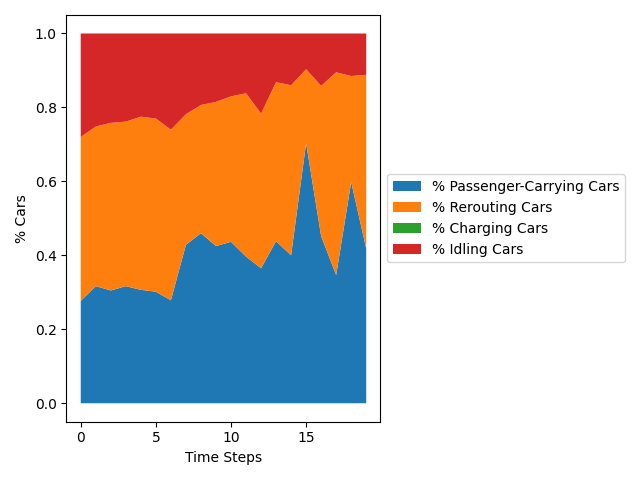 1.0
0.8
0.6
0.4
0.2
0.0
% Cars
0
5
10
15
Time Steps
% Passenger-Carrying Cars
% Rerouting Cars
% Charging Cars
% Idling Cars